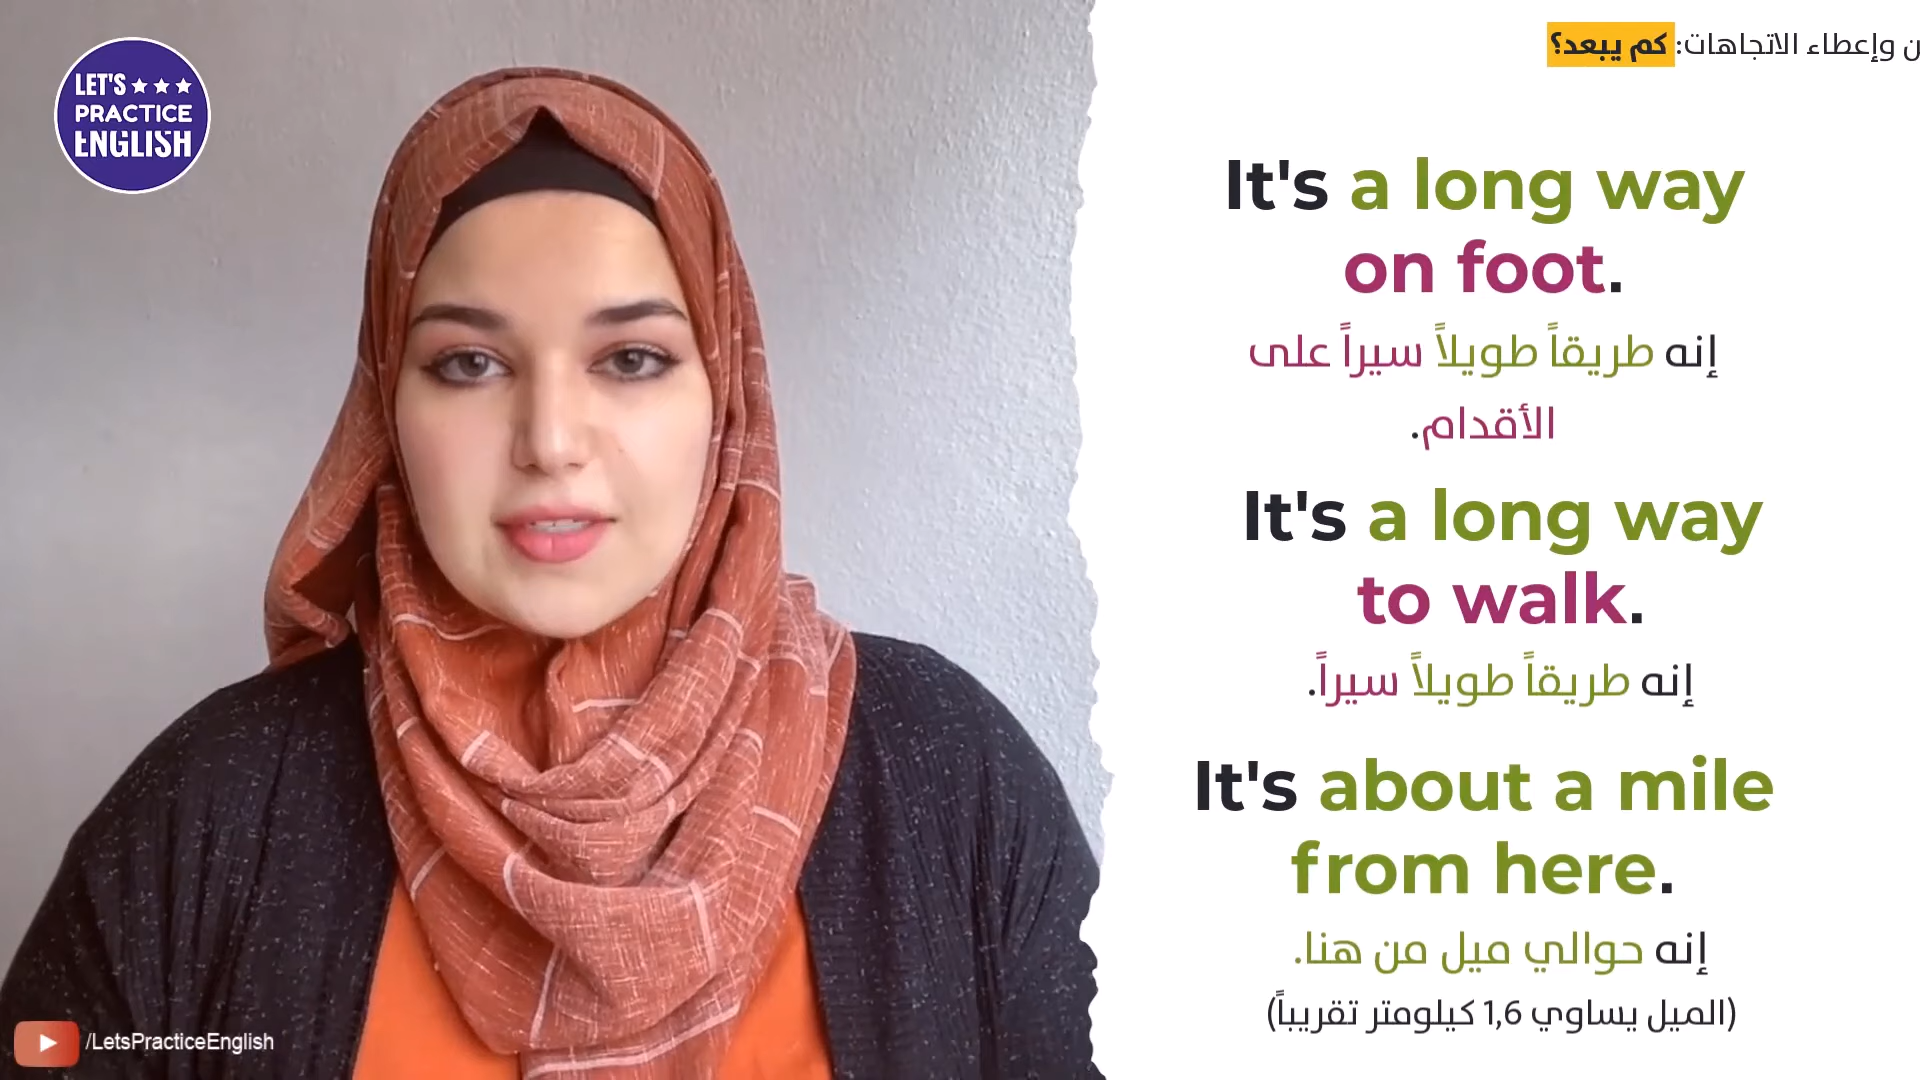 LET'S
PRACTICE
ENGLISH
وإعطاء الاتجاهات: كم يبعد؟
It's a long way
on foot.
إنه طريقاً طويلاً سيراً على
الأقدام.
It's a long way
to walk.
إنه طريقاً طويلاً سيراً.
It's about a mile
from here.
إنه حوالي ميل من هنا.
(الميل يساوي 1,6 كيلومتر تقريباً)
/LetsPracticeEnglish